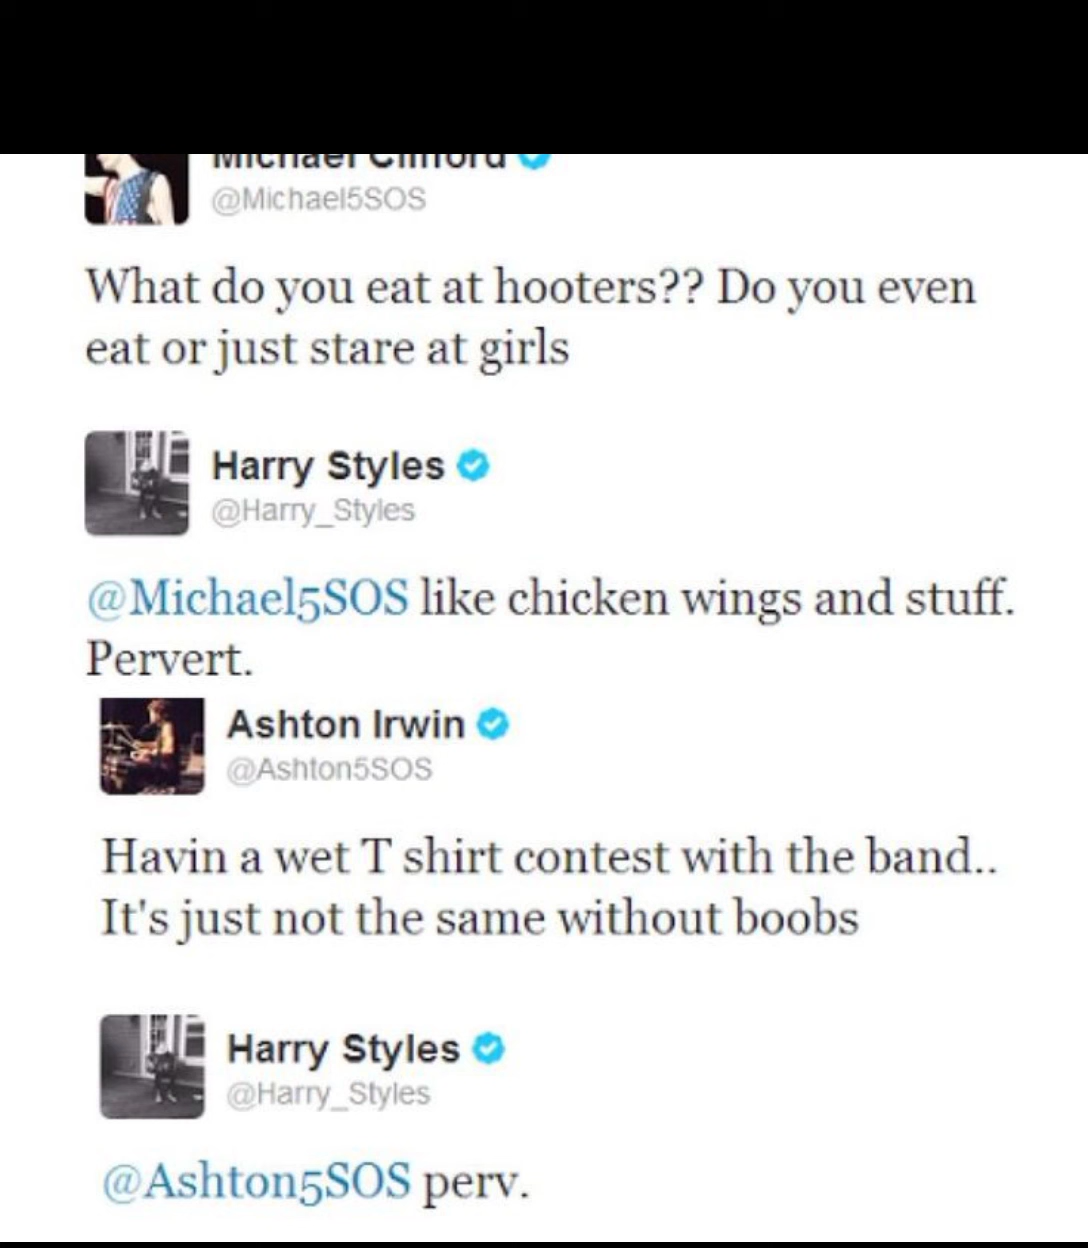 Michael Clifford
@Michael5SOS
What do you eat at hooters?? Do you even
eat or just stare at girls
Harry Styles
@Harry_Styles
@Michael5SOS like chicken wings and stuff.
Pervert.
Ashton Irwin
@Ashton5SOS
Havin a wet T shirt contest with the band..
It's just not the same without boobs
Harry Styles
@Harry_Styles
@Ashton5SOS perv.